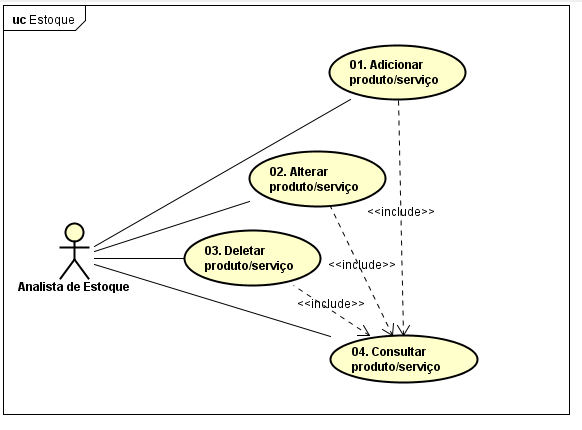 uc Estoque
01. Adicionar
produto/serviço
02. Alterar
produto/serviço
<<include>>
03. Deletar
produto/serviço
<<include>>
Analista de Estoque
<<include>>
04. Consultar
produto/serviço